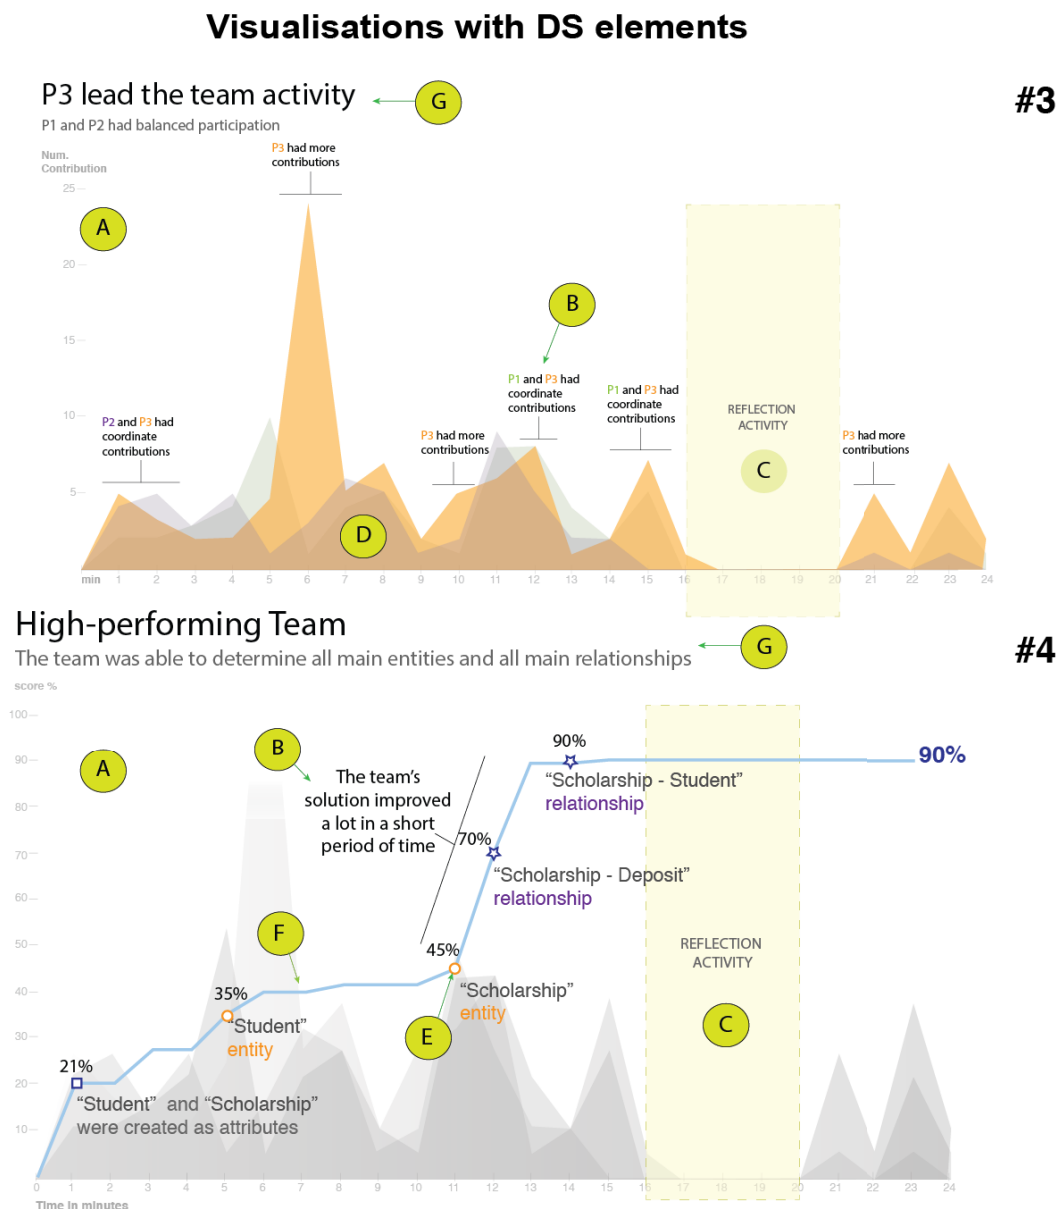 Visualisations with DS elements
P3 lead the team activity
G
#3
P1 and P2 had balanced participation
Num.
Contribution
P3 had more
contributions
25
A
20
B
15
P1 and P3 had
coordinate
contributions
P1 and P3 had
coordinate
contributions
10
P2 and P3 had
coordinate
contributions
P3 had more
contributions
REFLECTION
ACTIVITY
C
P3 had more
contributions
5
D
min 1 2 3 4 5 6 7 8 9 10 11 12 13 14 15 16 17 18 19 20 21 22 23 24
High-performing Team
G
#4
The team was able to determine all main entities and all main relationships
score %
100
90
80
70
60
50
40
30
20
10
A
B
The team's
solution improved
a lot in a short
period of time
90%
90%
"Scholarship - Student"
relationship
70%
"Scholarship - Deposit"
relationship
F
45%
"Scholarship"
entity
E
35%
"Student"
entity
REFLECTION
ACTIVITY
C
21%
"Student" and "Scholarship"
were created as attributes
0 1 2 3 4 5 6 7 8 9 10 11 12 13 14 15 16 17 18 19 20 21 22 23 24
Time in minutes